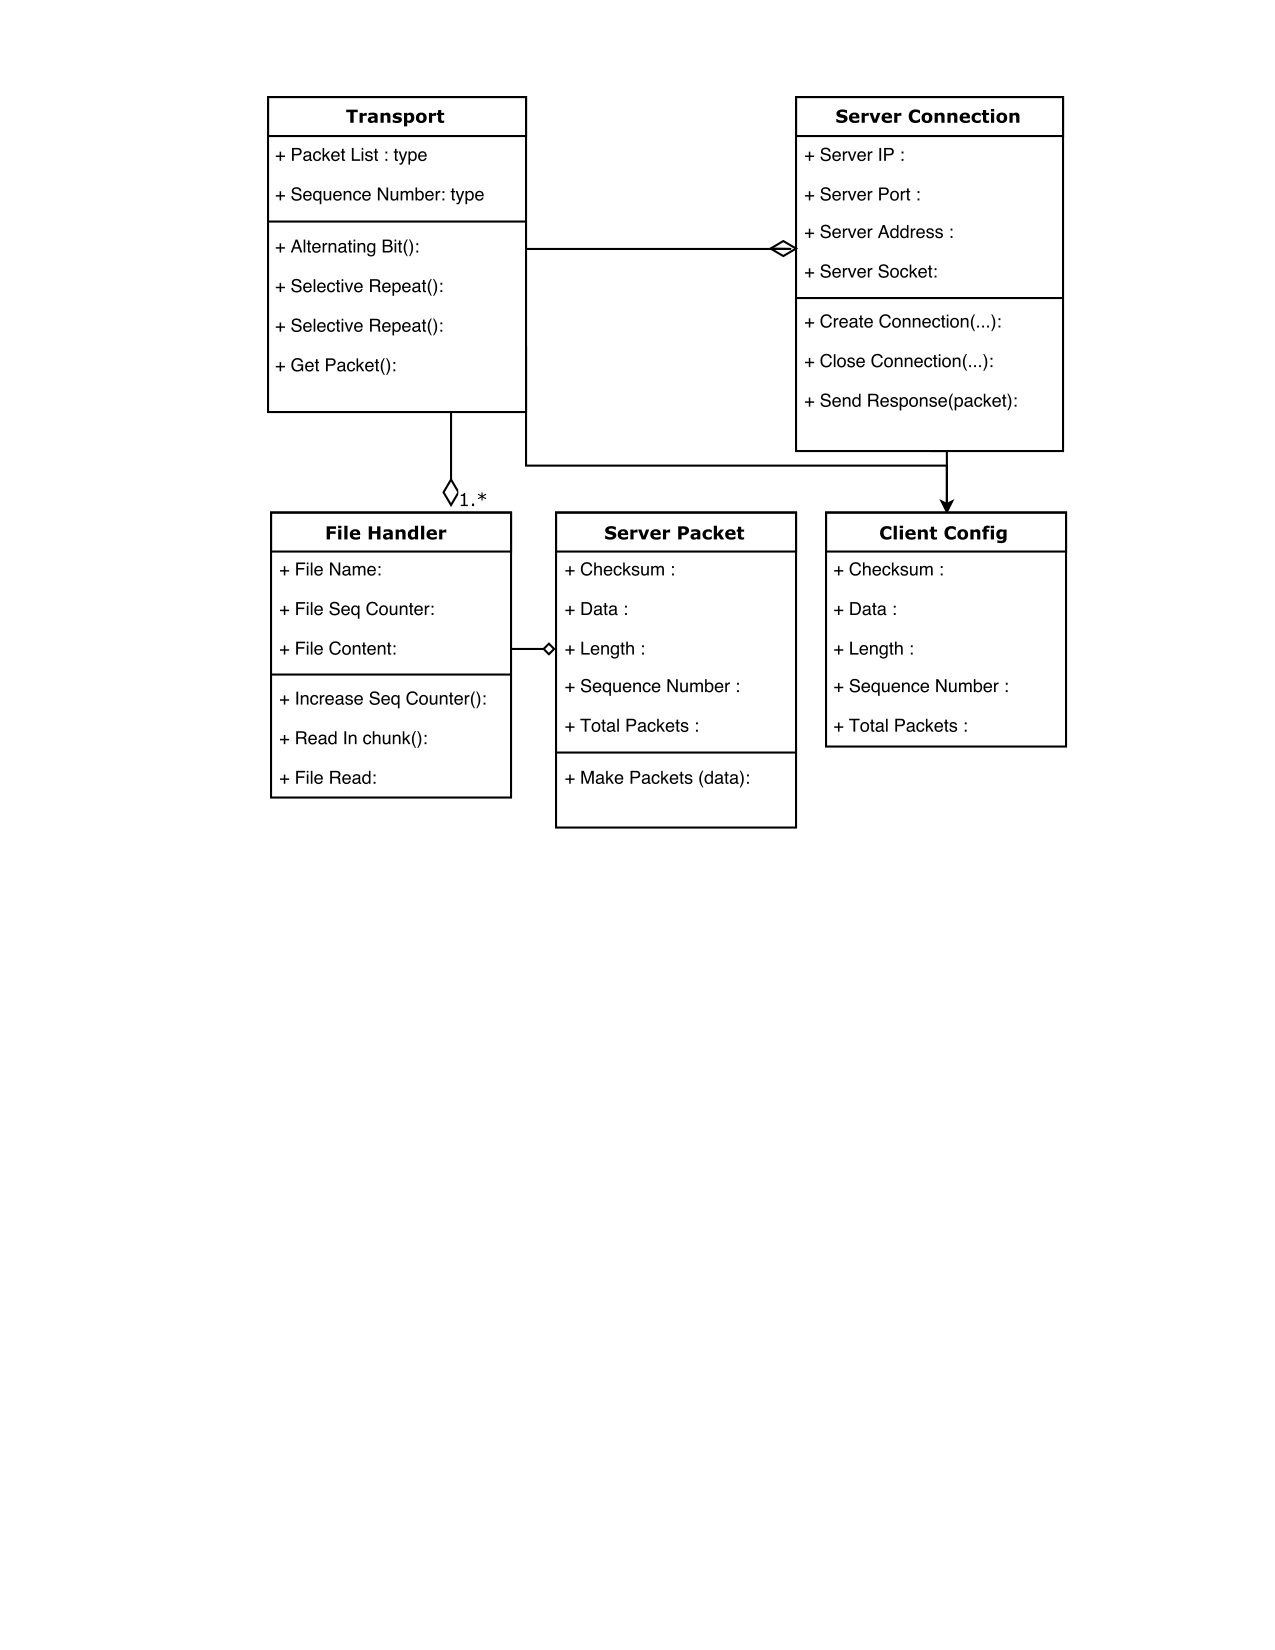 Transport
+ Packet List : type
+ Sequence Number: type
+ Alternating Bit():
+ Selective Repeat():
+ Selective Repeat():
+ Get Packet():
Server Connection
+ Server IP :
+ Server Port :
+ Server Address :
+ Server Socket:
+ Create Connection(...):
+ Close Connection(...):
+ Send Response(packet):
1.*
File Handler
+ File Name:
+ File Seq Counter:
+ File Content:
+ Increase Seq Counter():
+ Read In chunk():
+ File Read:
Server Packet
+ Checksum :
+ Data :
+ Length :
+ Sequence Number :
+ Total Packets :
+ Make Packets (data):
Client Config
+ Checksum :
+ Data :
+ Length :
+ Sequence Number :
+ Total Packets :